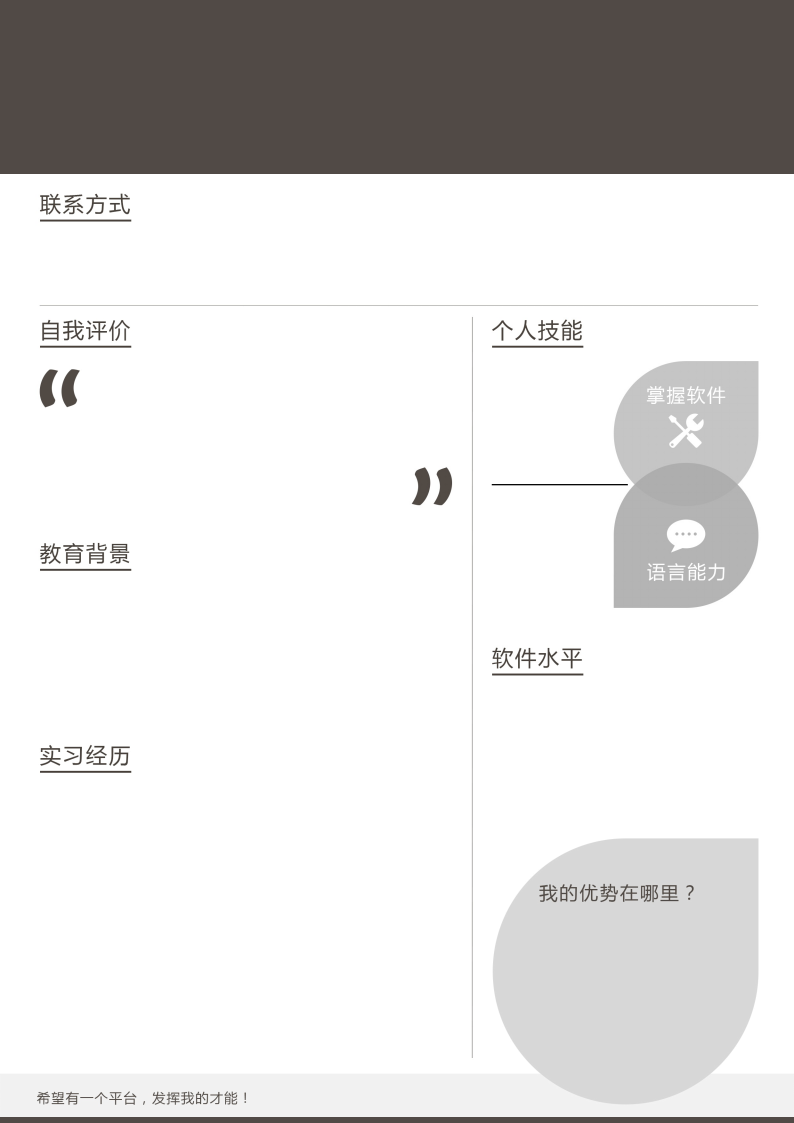 联系方式
自我评价
“
”
教育背景
实习经历
个人技能
掌握软件
语言能力
软件水平
我的优势在哪里？
希望有一个平台，发挥我的才能！